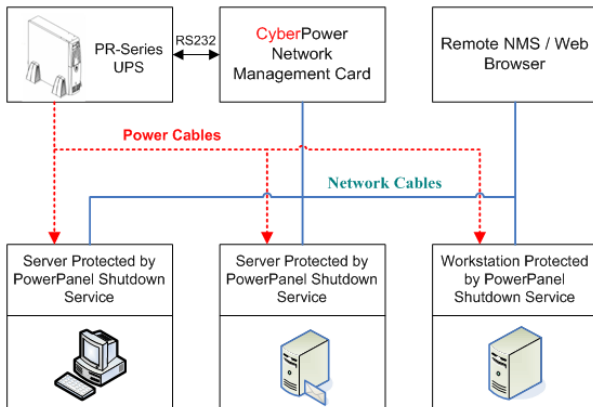 PR-Series
UPS
RS232
CyberPower
Network
Management Card
Remote NMS / Web
Browser
Power Cables
Network Cables
Server Protected by
PowerPanel Shutdown
Service
Server Protected by
PowerPanel Shutdown
Service
Workstation Protected
by PowerPanel
Shutdown Service